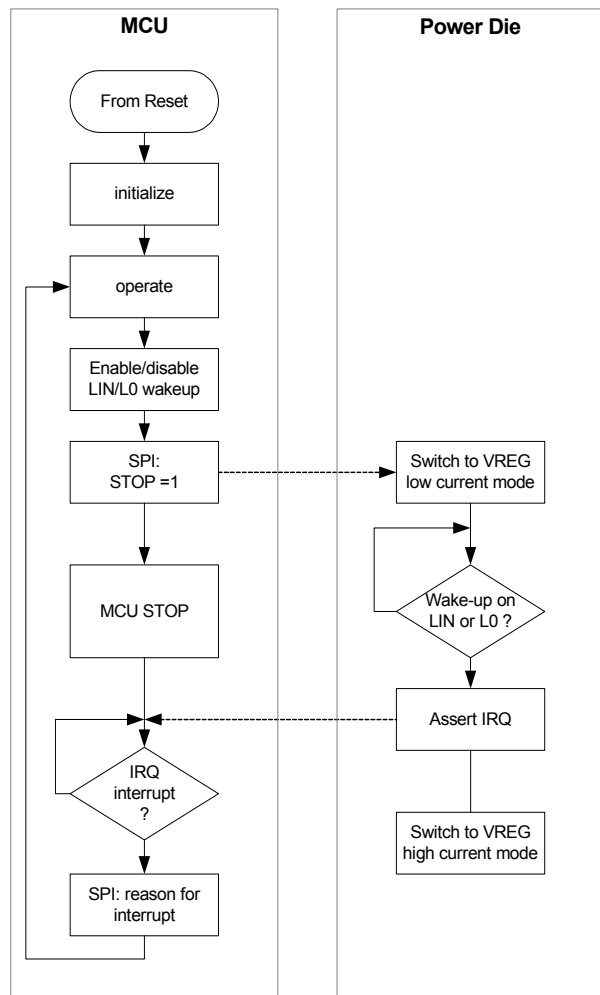 MCU
From Reset
initialize
operate
Enable/disable
LIN/L0 wakeup
SPI:
STOP =1
MCU STOP
IRQ
interrupt
?
SPI: reason for
interrupt
Power Die
Switch to VREG
low current mode
Wake-up on
LIN or L0 ?
Assert IRQ
Switch to VREG
high current mode